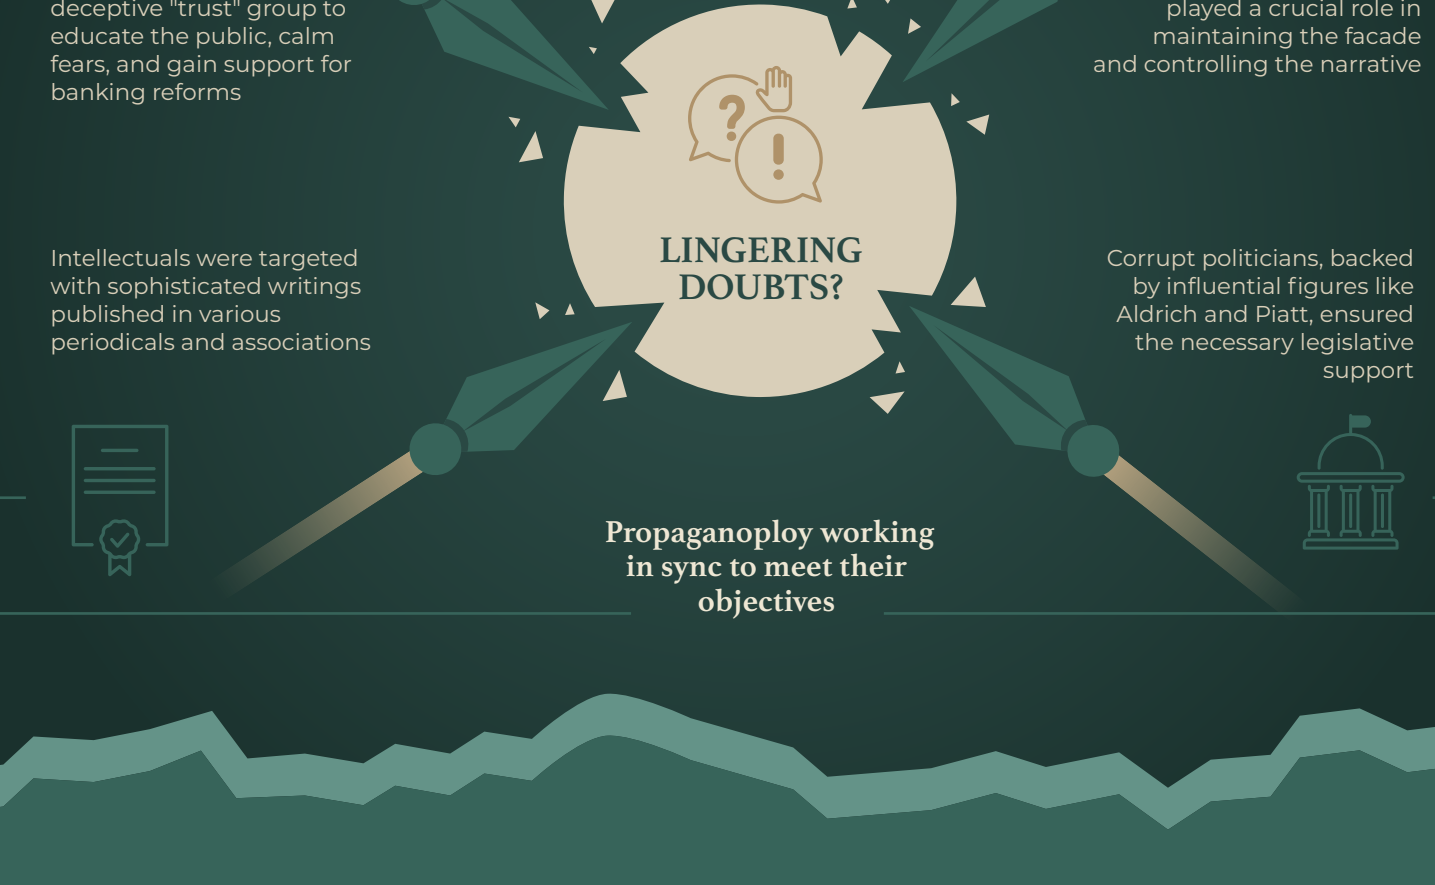 deceptive "trust" group to
educate the public, calm
fears, and gain support for
banking reforms
played a crucial role in
maintaining the facade
and controlling the narrative
LINGERING
DOUBTS?
Intellectuals were targeted
with sophisticated writings
published in various
periodicals and associations
Corrupt politicians, backed
by influential figures like
Aldrich and Piatt, ensured
the necessary legislative
support
Propaganoploy working
in sync to meet their
objectives